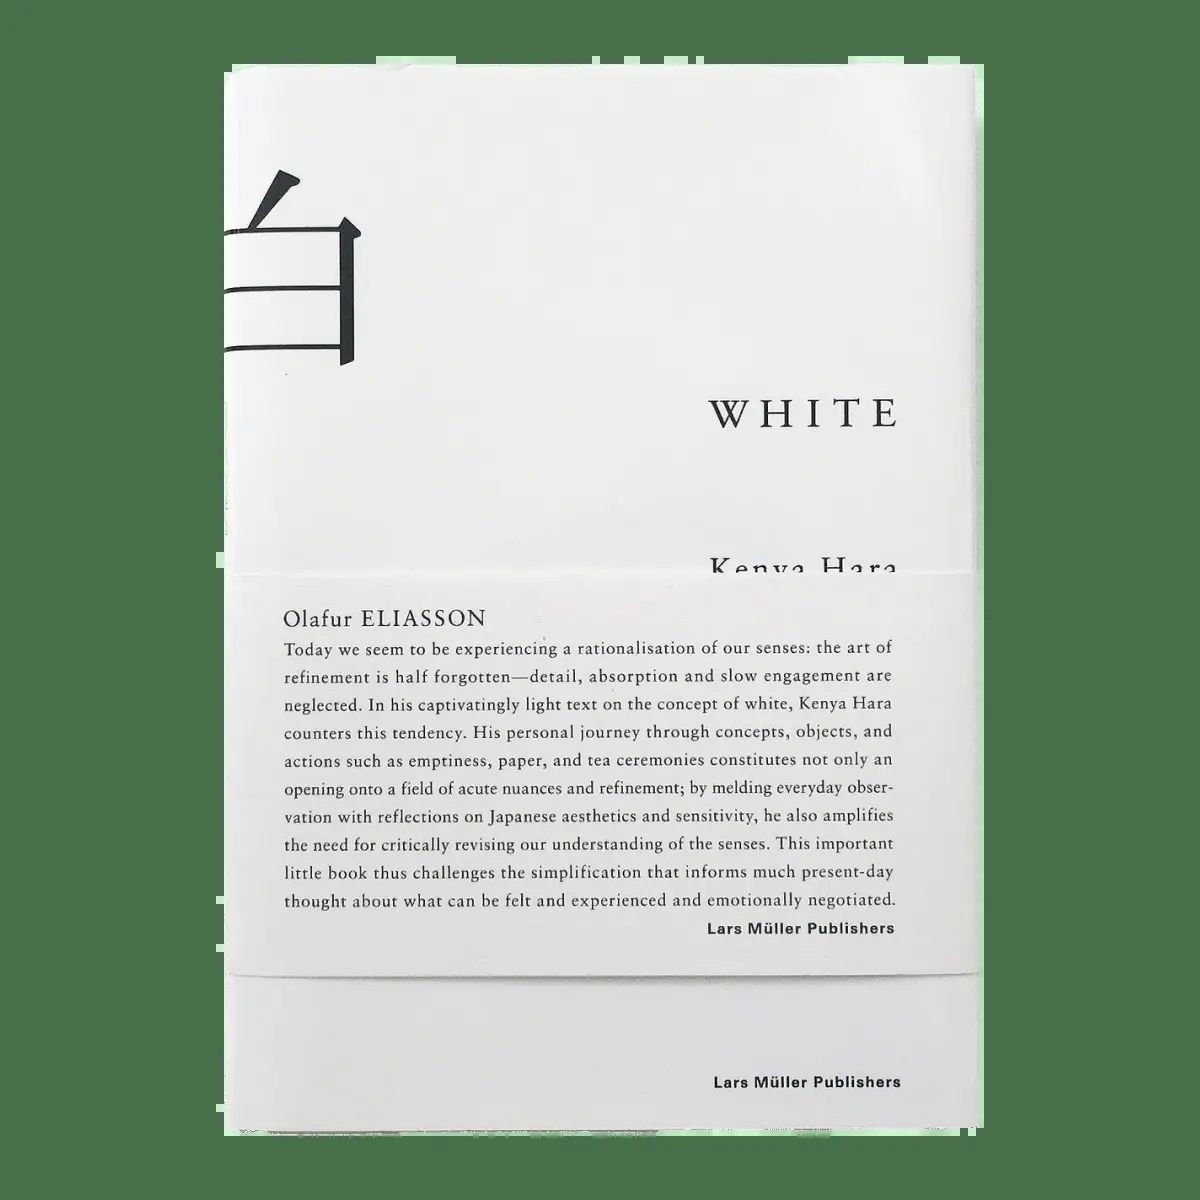 白
WHITE
Kenya Hara
Olafur ELIASSON
Today we seem to be experiencing a rationalisation of our senses: the art of
refinement is half forgotten—detail, absorption and slow engagement are
neglected. In his captivatingly light text on the concept of white, Kenya Hara
counters this tendency. His personal journey through concepts, objects, and
actions such as emptiness, paper, and tea ceremonies constitutes not only an
opening onto a field of acute nuances and refinement; by melding everyday obser-
vation with reflections on Japanese aesthetics and sensitivity, he also amplifies
the need for critically revising our understanding of the senses. This important
little book thus challenges the simplification that informs much present-day
thought about what can be felt and experienced and emotionally negotiated.
Lars Müller Publishers
Lars Müller Publishers